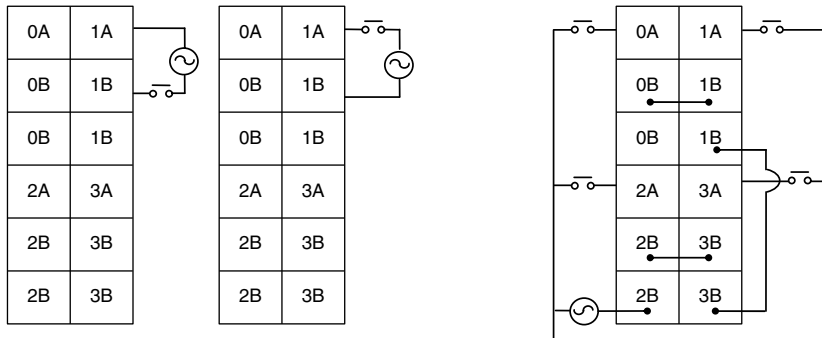 0A 1A 0A 1A 0A 1A
0B 1B 0B 1B 0B 1B
0B 1B 0B 1B 0B 1B
2A 3A 2A 3A 2A 3A
2B 3B 2B 3B 2B 3B
2B 3B 2B 3B 2B 3B